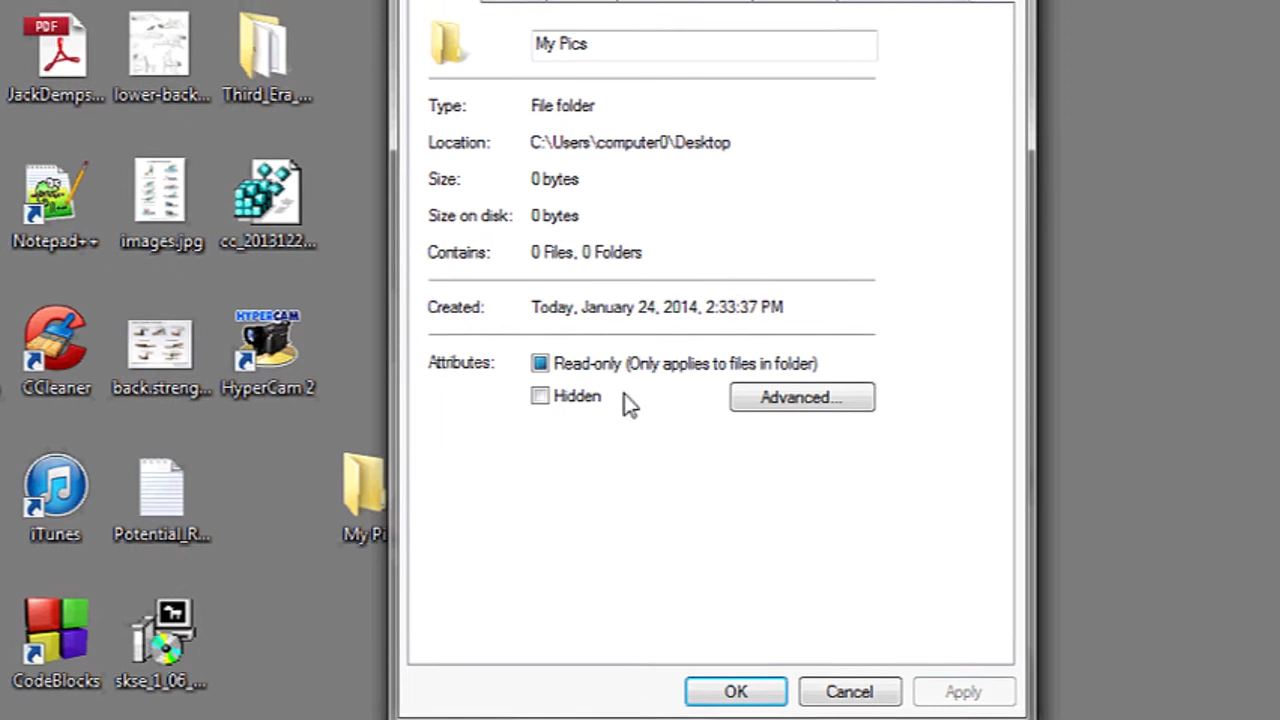 PDF
JackDemps...
lower-back...
Third_Era_...
Notepad++
images.jpg
cc_2013122...
CCleaner
back.streng...
HYPERCAM
HyperCam 2
iTunes
Potential_R...
My Pi
CodeBlocks
skse_1_06_...
My Pics
Type: File folder
Location: C:\Users\computer0\Desktop
Size: 0 bytes
Size on disk: 0 bytes
Contains: 0 Files, 0 Folders
Created: Today, January 24, 2014, 2:33:37 PM
Attributes: Read-only (Only applies to files in folder)
Hidden Advanced...
OK Cancel Apply